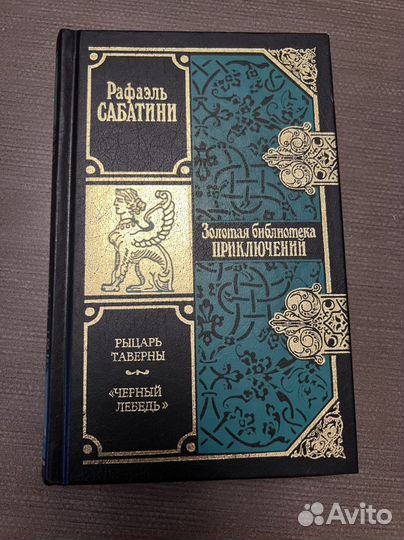 Рафаэль
САБАТИНИ
Золотая библиотека
ПРИКЛЮЧЕНИЙ
РЫЦАРЬ
ТАВЕРНЫ
«ЧЕРНЫЙ
ЛЕБЕДЬ»
Avito